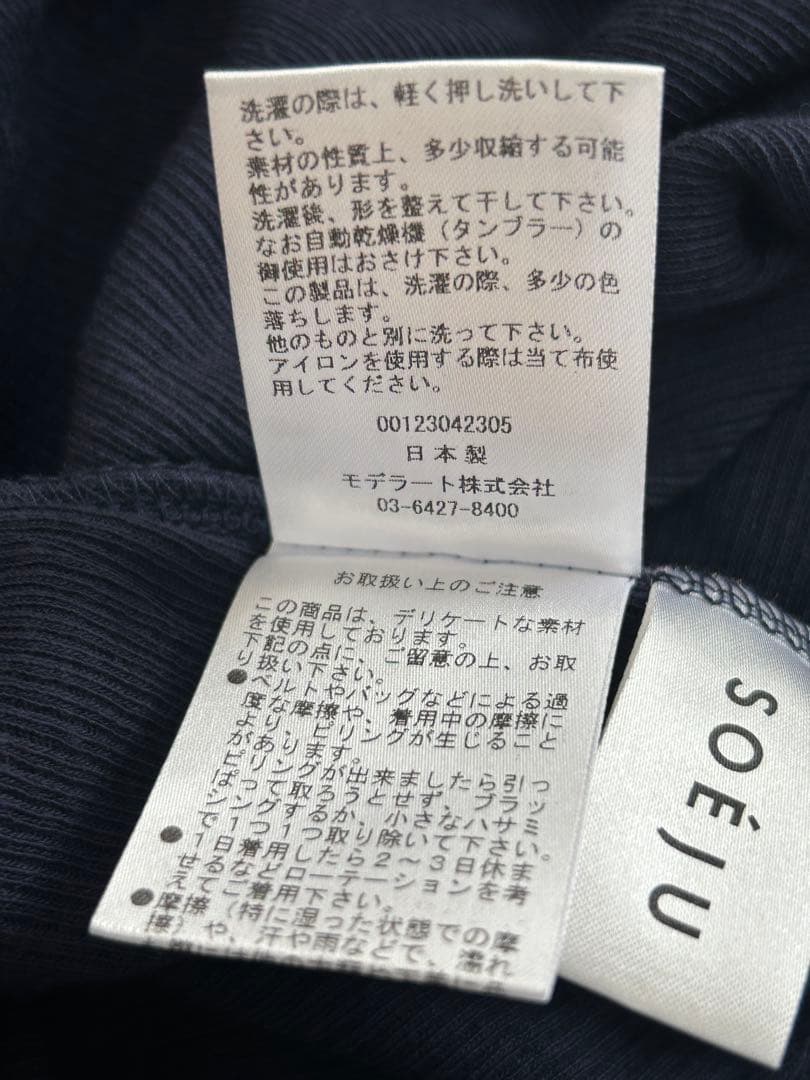 洗濯の際は、軽く押し洗いして下
さい。
素材の性質上、多少収縮する可能
性があります。
洗濯後、形を整えて干して下さい。
なお自動乾燥機（タンブラー）の
御使用はおさけ下さい。
この製品は、洗濯の際、多少の色
落ちします。
他のものと別に洗って下さい。
アイロンを使用する際は当て布使
用してください。
00123042305
日本製
モデラート株式会社
03-6427-8400
お取扱い上のご注意
この商品は、デリケートな素材
を使用しております。
下記の点に、ご留意の上、お取
り扱い下さい。
●ベルトやバッグなどによる過
度な摩擦や、着用中の摩擦に
より、ピリングが生じること
があります。
ピリングが出来ましたら引っ
ぱって取ろうとせず、ブラッ
シングするか、小さなハサミ
で１つ１つ取り除いて下さい。
●１日着用したら２～３日休ま
せるなどローテーションを考
えてご着用下さい。
●摩擦（特に湿った状態での摩
擦）や、汗や雨などで、濡れ
SOÉJU